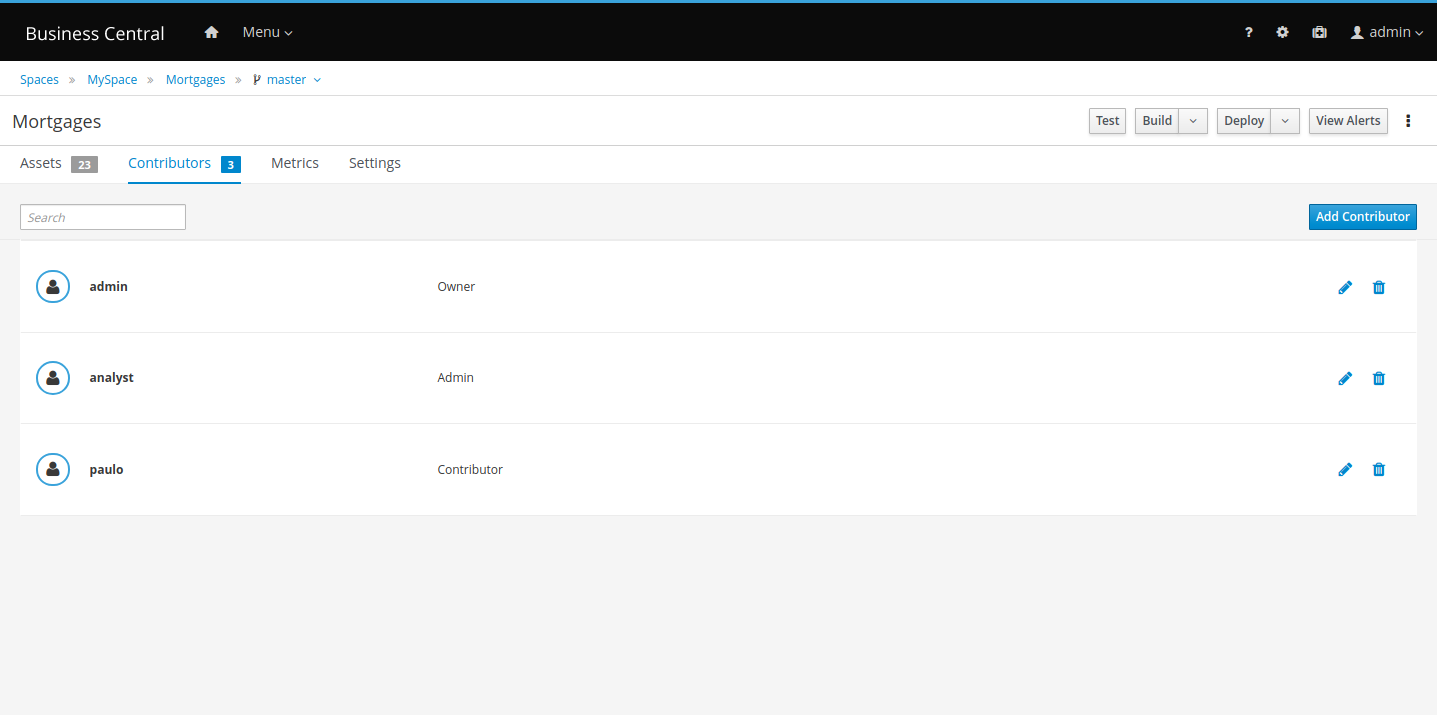 Business Central Menu ? admin
Spaces » MySpace » Mortgages » master
Mortgages Test Build Deploy View Alerts
Assets 23 Contributors 3 Metrics Settings
Search Add Contributor
admin Owner
analyst Admin
paulo Contributor